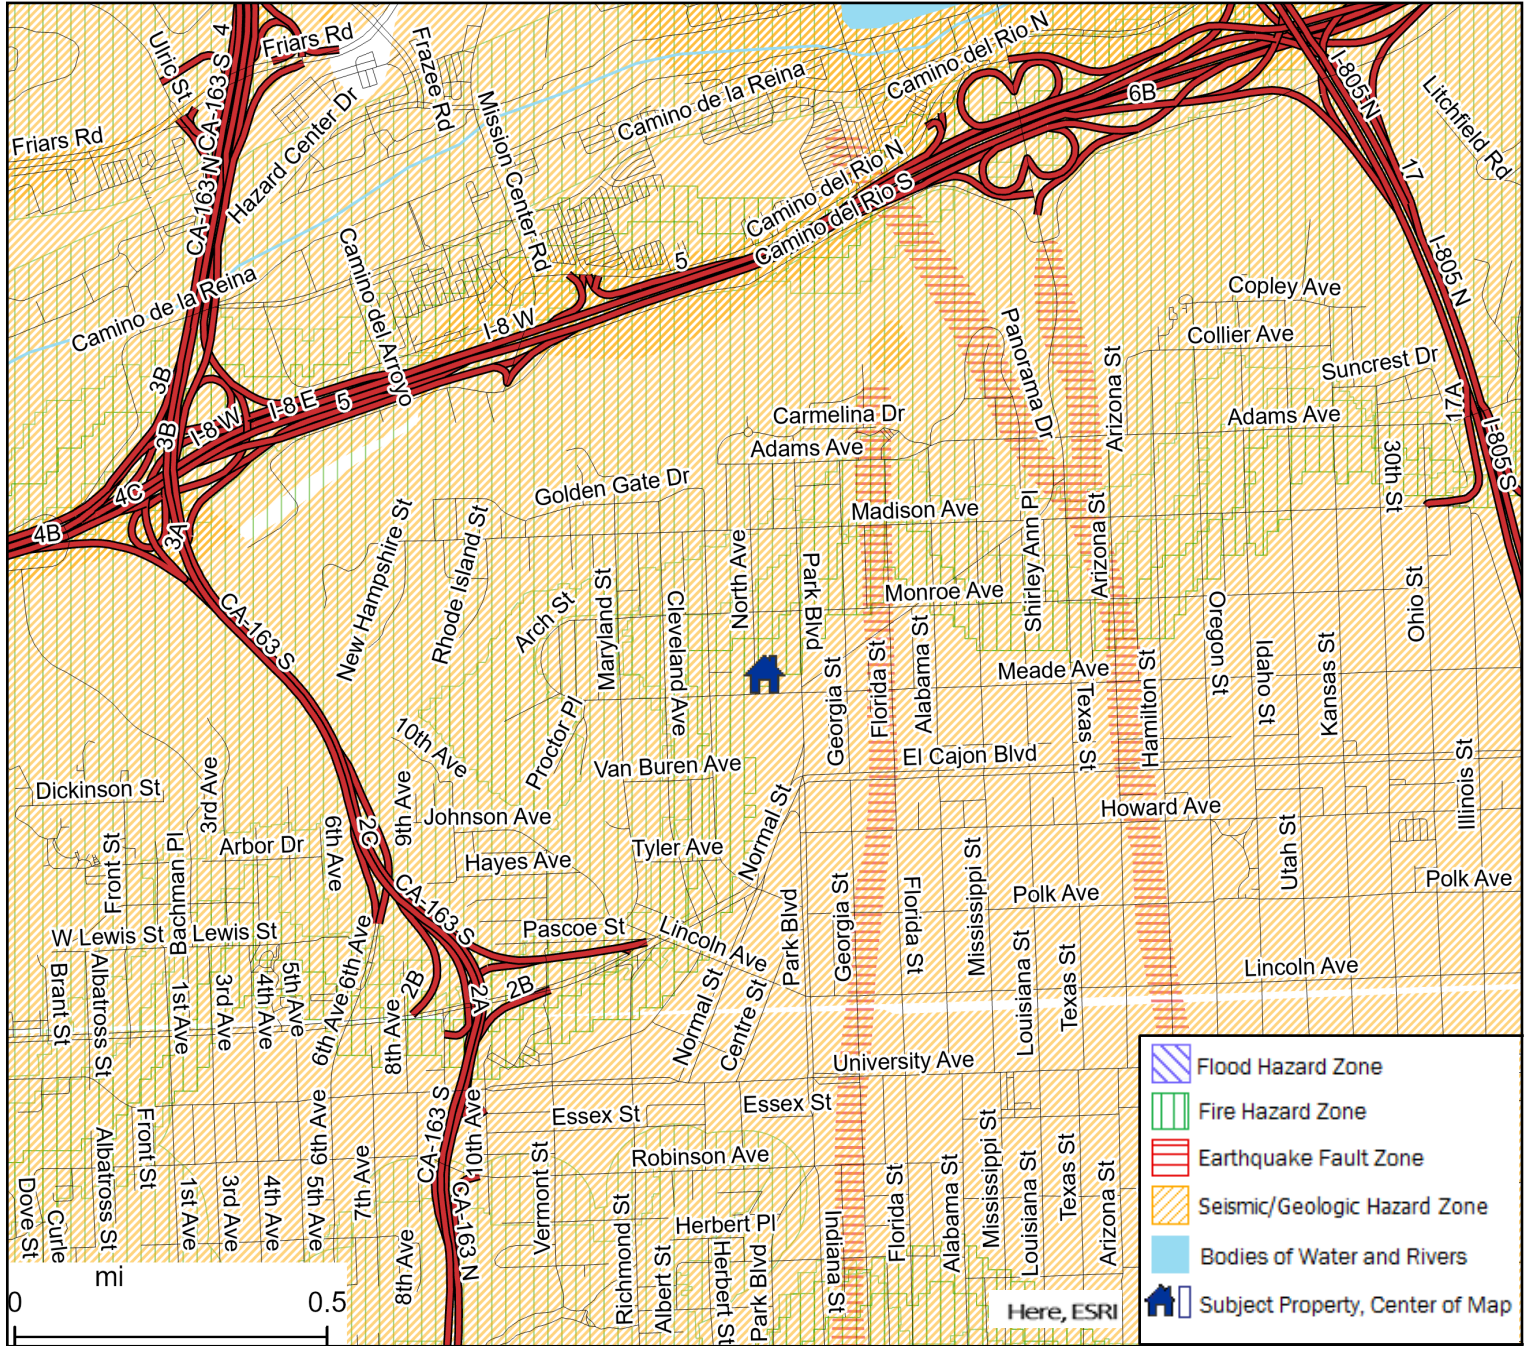 4
Friars Rd
Ulric St
CA-163 S
Frazee Rd
Camino del Rio N
Camino de la Reina
I-805 N
6B
Litchfield Rd
Friars Rd
Hazard Center Dr
Mission Center Rd
CA-163 N
17
Camino del Rio N
Camino del Rio S
5
Camino de la Reina
Camino del Arroyo
I-8 W
I-805 N
Copley Ave
Collier Ave
Panorama Dr
Arizona St
Suncrest Dr
3B
I-8 E
5
I-8 W
3B
Carmelina Dr
Adams Ave
Adams Ave
17A
I-805 S
30th St
4C
4B
3A
Golden Gate Dr
Madison Ave
New Hampshire St
Rhode Island St
North Ave
Park Blvd
Shirley Ann Pl
Arizona St
Monroe Ave
CA-163 S
Arch St
Maryland St
Cleveland Ave
Ohio St
Oregon St
Idaho St
Kansas St
Georgia St
Florida St
Alabama St
Meade Ave
Texas St
Hamilton St
10th Ave
Proctor Pl
Van Buren Ave
El Cajon Blvd
Dickinson St
3rd Ave
9th Ave
Johnson Ave
Normal St
Howard Ave
Illinois St
Utah St
Front St
Bachman Pl
Arbor Dr
6th Ave
2C
Hayes Ave
Tyler Ave
Polk Ave
Polk Ave
W Lewis St
Lewis St
CA-163 S
Pascoe St
Lincoln Ave
Park Blvd
Georgia St
Florida St
Mississippi St
Lincoln Ave
Brant St
Albatross St
1st Ave
3rd Ave
4th Ave
5th Ave
6th Ave
6th Ave
8th Ave
2B
2A
2B
Normal St
Centre St
Louisiana St
Texas St
University Ave
Essex St
Essex St
Robinson Ave
Front St
Albatross St
Dove St
Curle
1st Ave
3rd Ave
4th Ave
5th Ave
6th Ave
7th Ave
8th Ave
CA-163 S
10th Ave
CA-163 N
Vermont St
Richmond St
Albert St
Herbert Pl
Herbert St
Park Blvd
Indiana St
Florida St
Alabama St
Mississippi St
Louisiana St
Texas St
Arizona St
Flood Hazard Zone
Fire Hazard Zone
Earthquake Fault Zone
Seismic/Geologic Hazard Zone
Bodies of Water and Rivers
Subject Property, Center of Map
mi
0 0.5
Here, ESRI